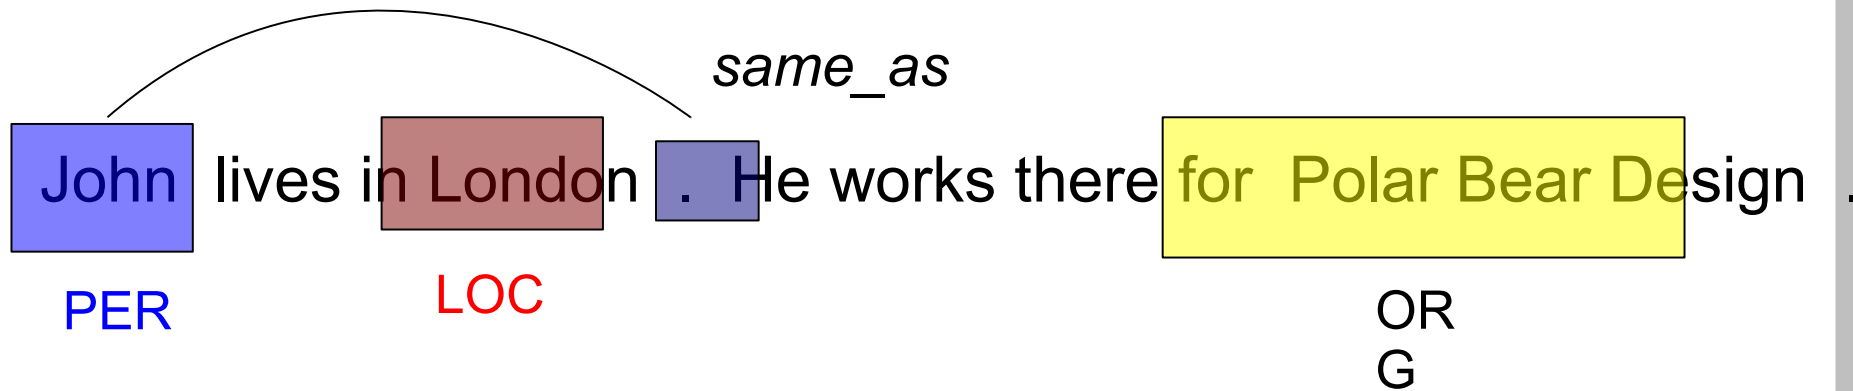 same_as
John lives in London . He works there for Polar Bear Design .
PER
LOC
OR
G